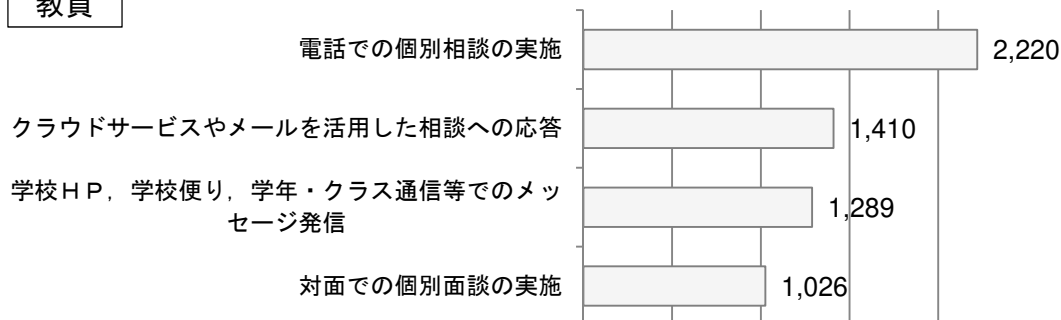 教員
電話での個別相談の実施
2,220
クラウドサービスやメールを活用した相談への応答
1,410
学校ＨＰ，学校便り，学年・クラス通信等でのメッ
セージ発信
1,289
対面での個別面談の実施
1,026